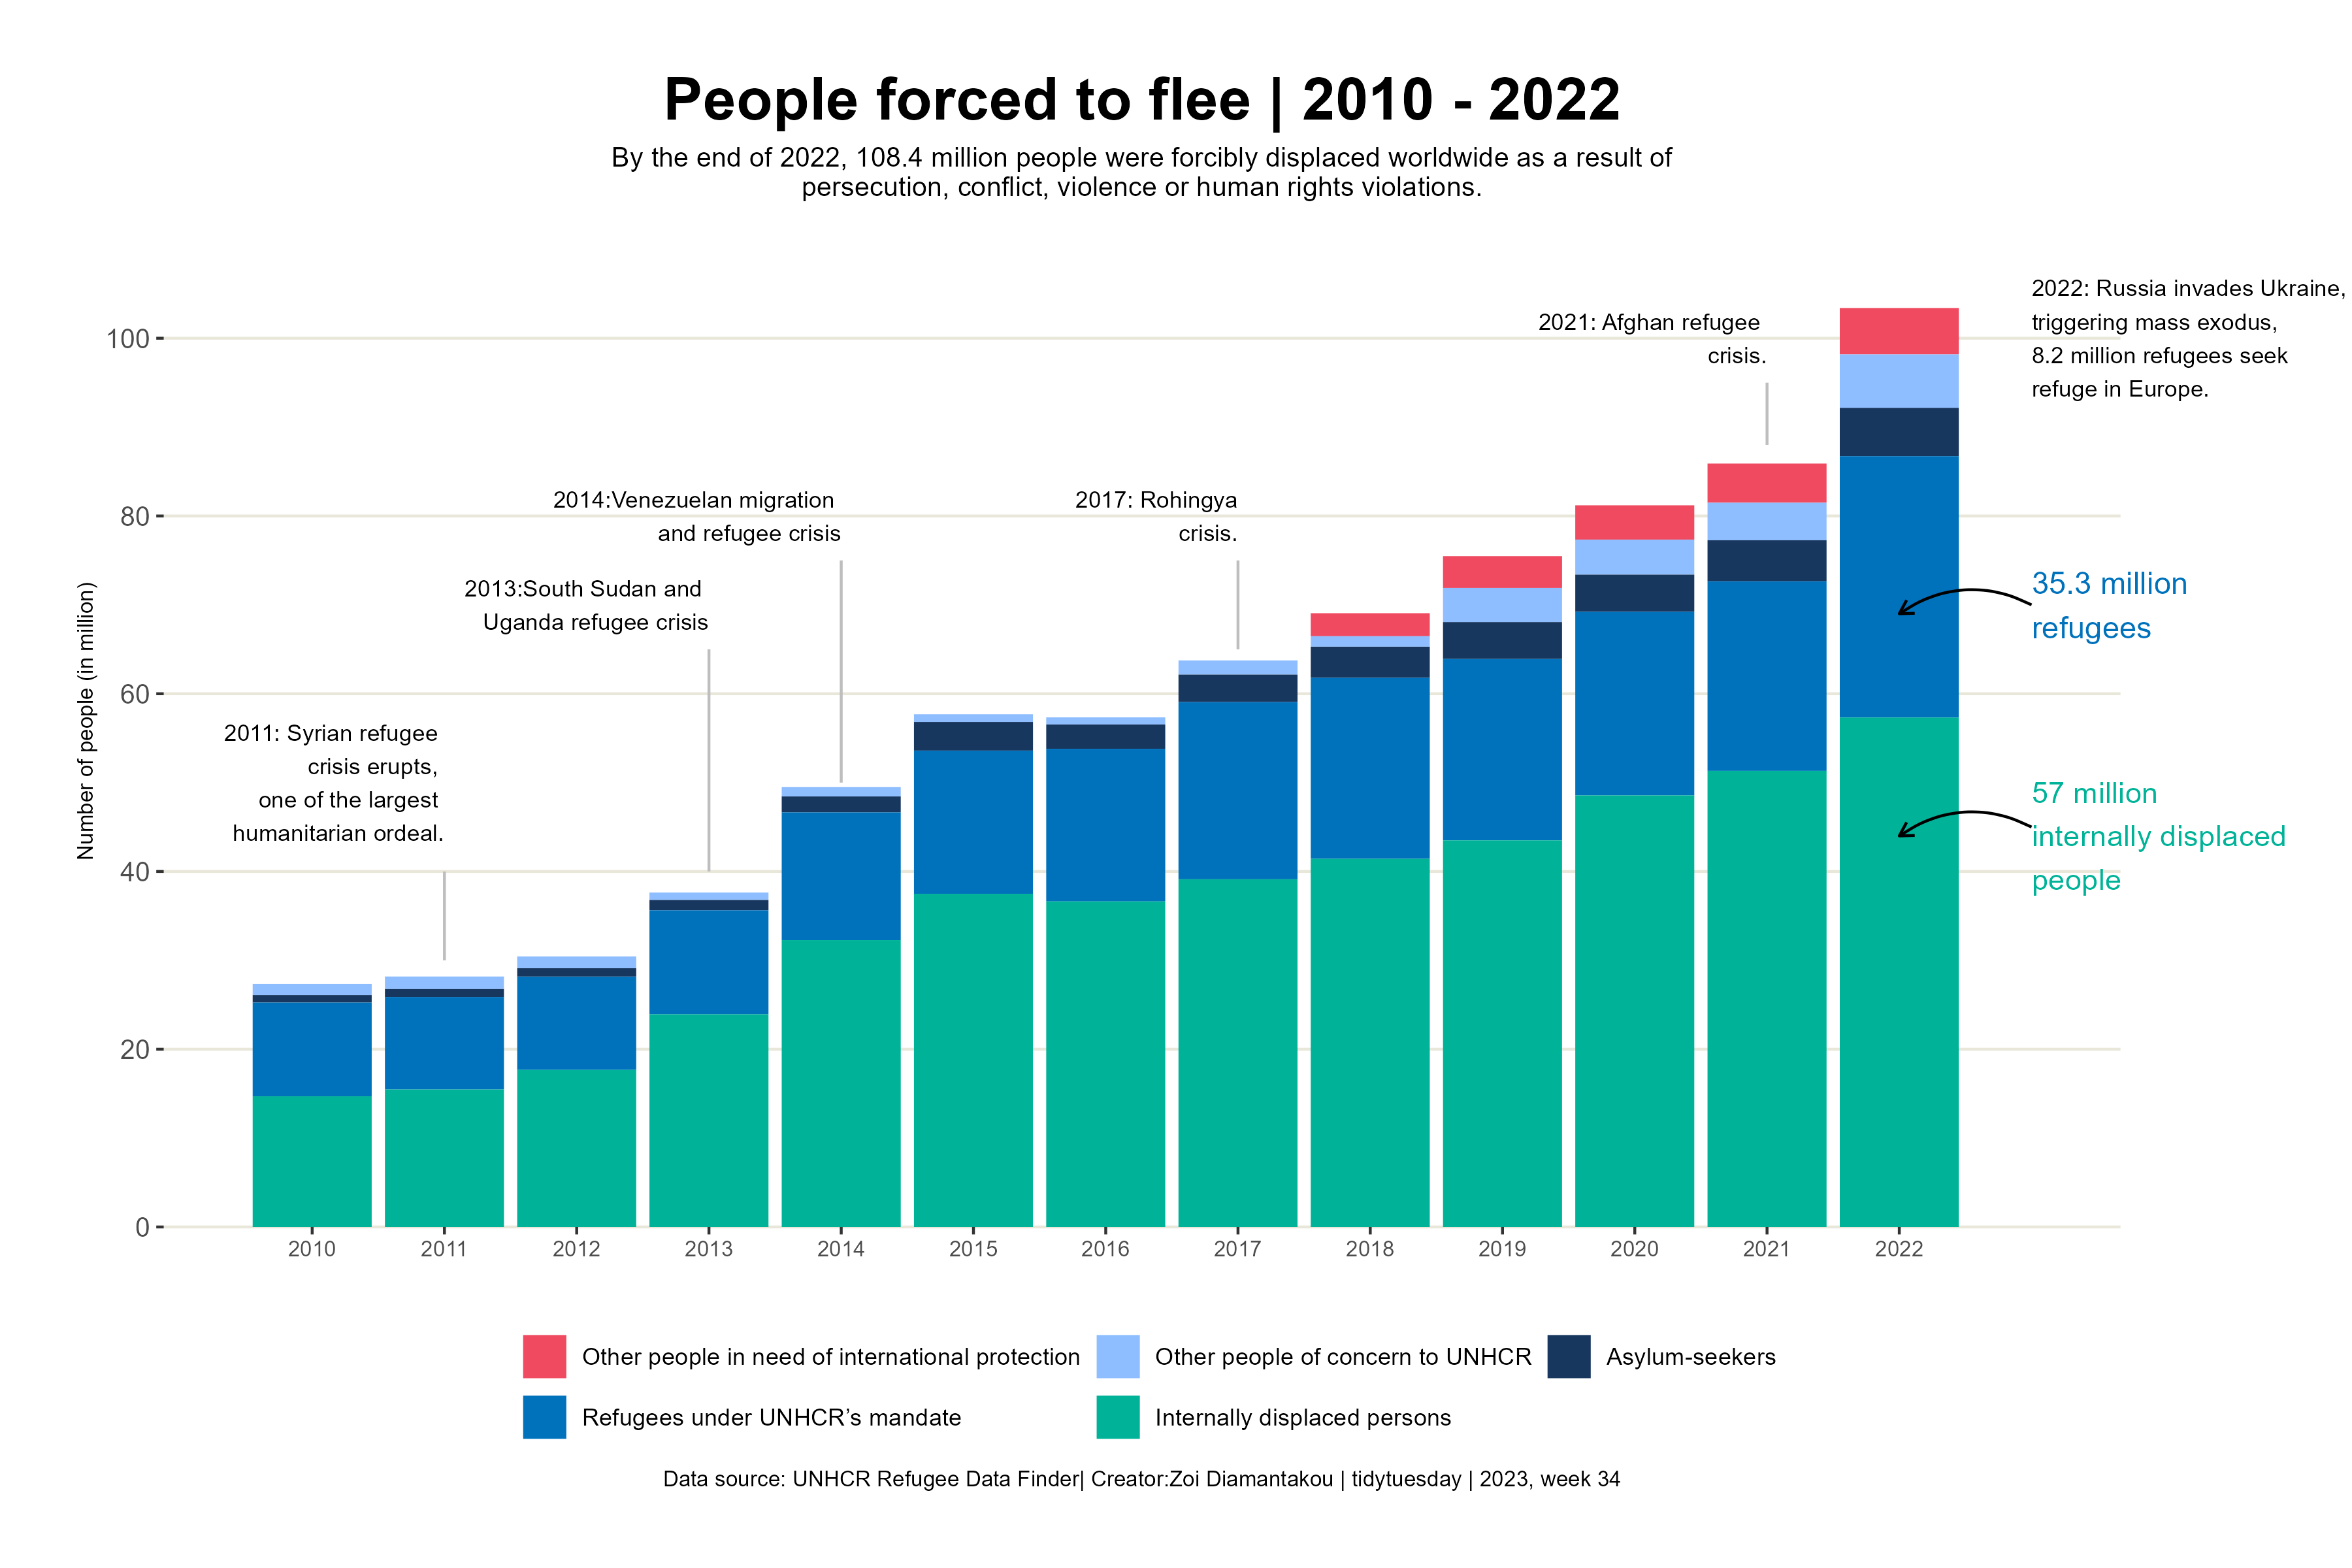 People forced to flee | 2010 - 2022
By the end of 2022, 108.4 million people were forcibly displaced worldwide as a result of
persecution, conflict, violence or human rights violations.
2022: Russia invades Ukraine,
triggering mass exodus,
8.2 million refugees seek
refuge in Europe.
2021: Afghan refugee
crisis.
2014:Venezuelan migration
and refugee crisis
2017: Rohingya
crisis.
2013:South Sudan and
Uganda refugee crisis
2011: Syrian refugee
crisis erupts,
one of the largest
humanitarian ordeal.
35.3 million
refugees
57 million
internally displaced
people
Number of people (in million)
100
80
60
40
20
0
2010 2011 2012 2013 2014 2015 2016 2017 2018 2019 2020 2021 2022
Other people in need of international protection Other people of concern to UNHCR Asylum-seekers
Refugees under UNHCR’s mandate Internally displaced persons
Data source: UNHCR Refugee Data Finder| Creator:Zoi Diamantakou | tidytuesday | 2023, week 34